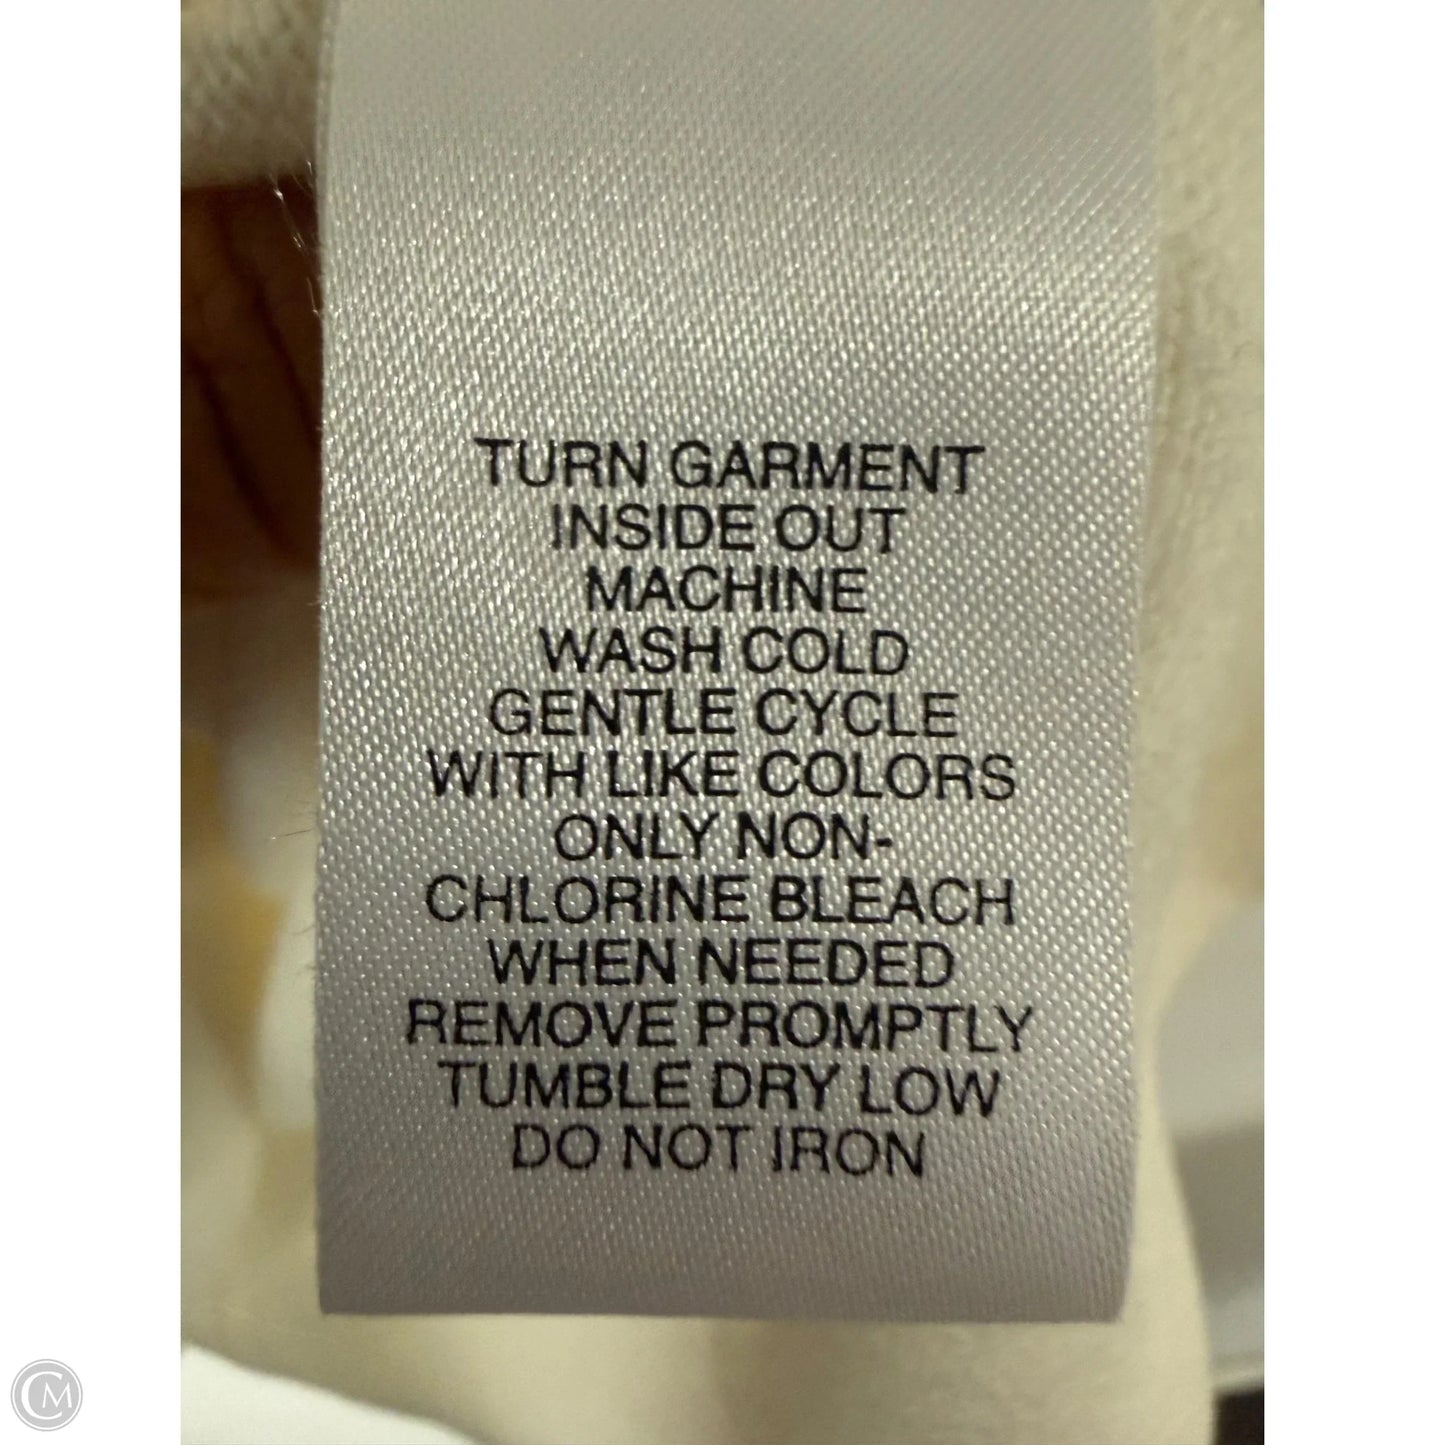 TURN GARMENT
INSIDE OUT
MACHINE
WASH COLD
GENTLE CYCLE
WITH LIKE COLORS
ONLY NON-
CHLORINE BLEACH
WHEN NEEDED
REMOVE PROMPTLY
TUMBLE DRY LOW
DO NOT IRON
CM